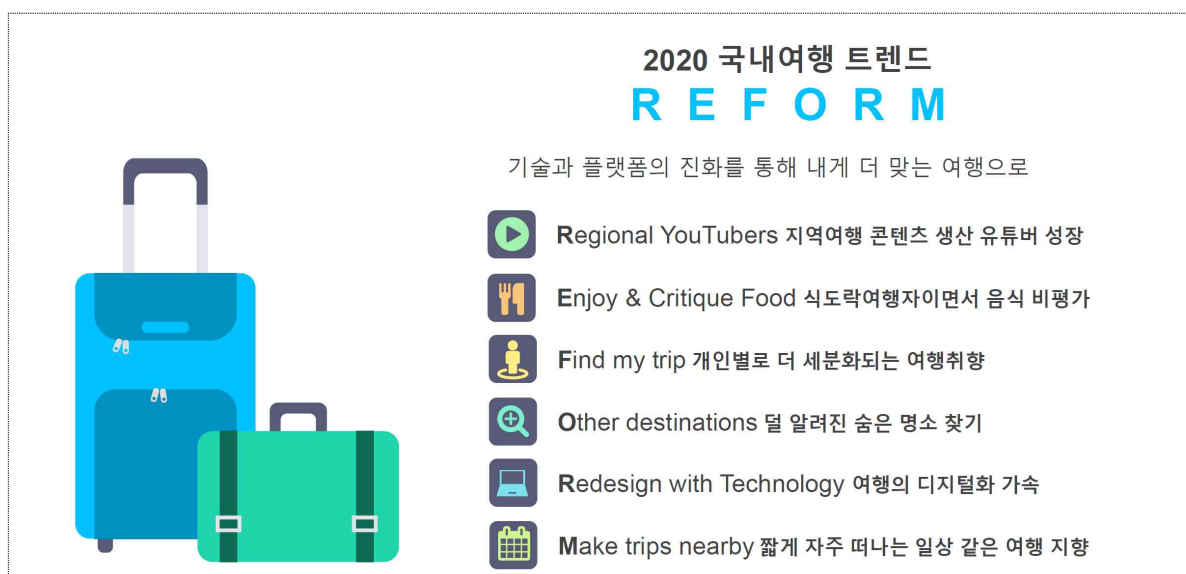 2020 국내여행 트렌드
R E F O R M
기술과 플랫폼의 진화를 통해 내게 더 맞는 여행으로
Regional YouTubers 지역여행 콘텐츠 생산 유튜버 성장
Enjoy & Critique Food 식도락여행자이면서 음식 비평가
Find my trip 개인별로 더 세분화되는 여행취향
Other destinations 덜 알려진 숨은 명소 찾기
Redesign with Technology 여행의 디지털화 가속
Make trips nearby 짧게 자주 떠나는 일상 같은 여행 지향